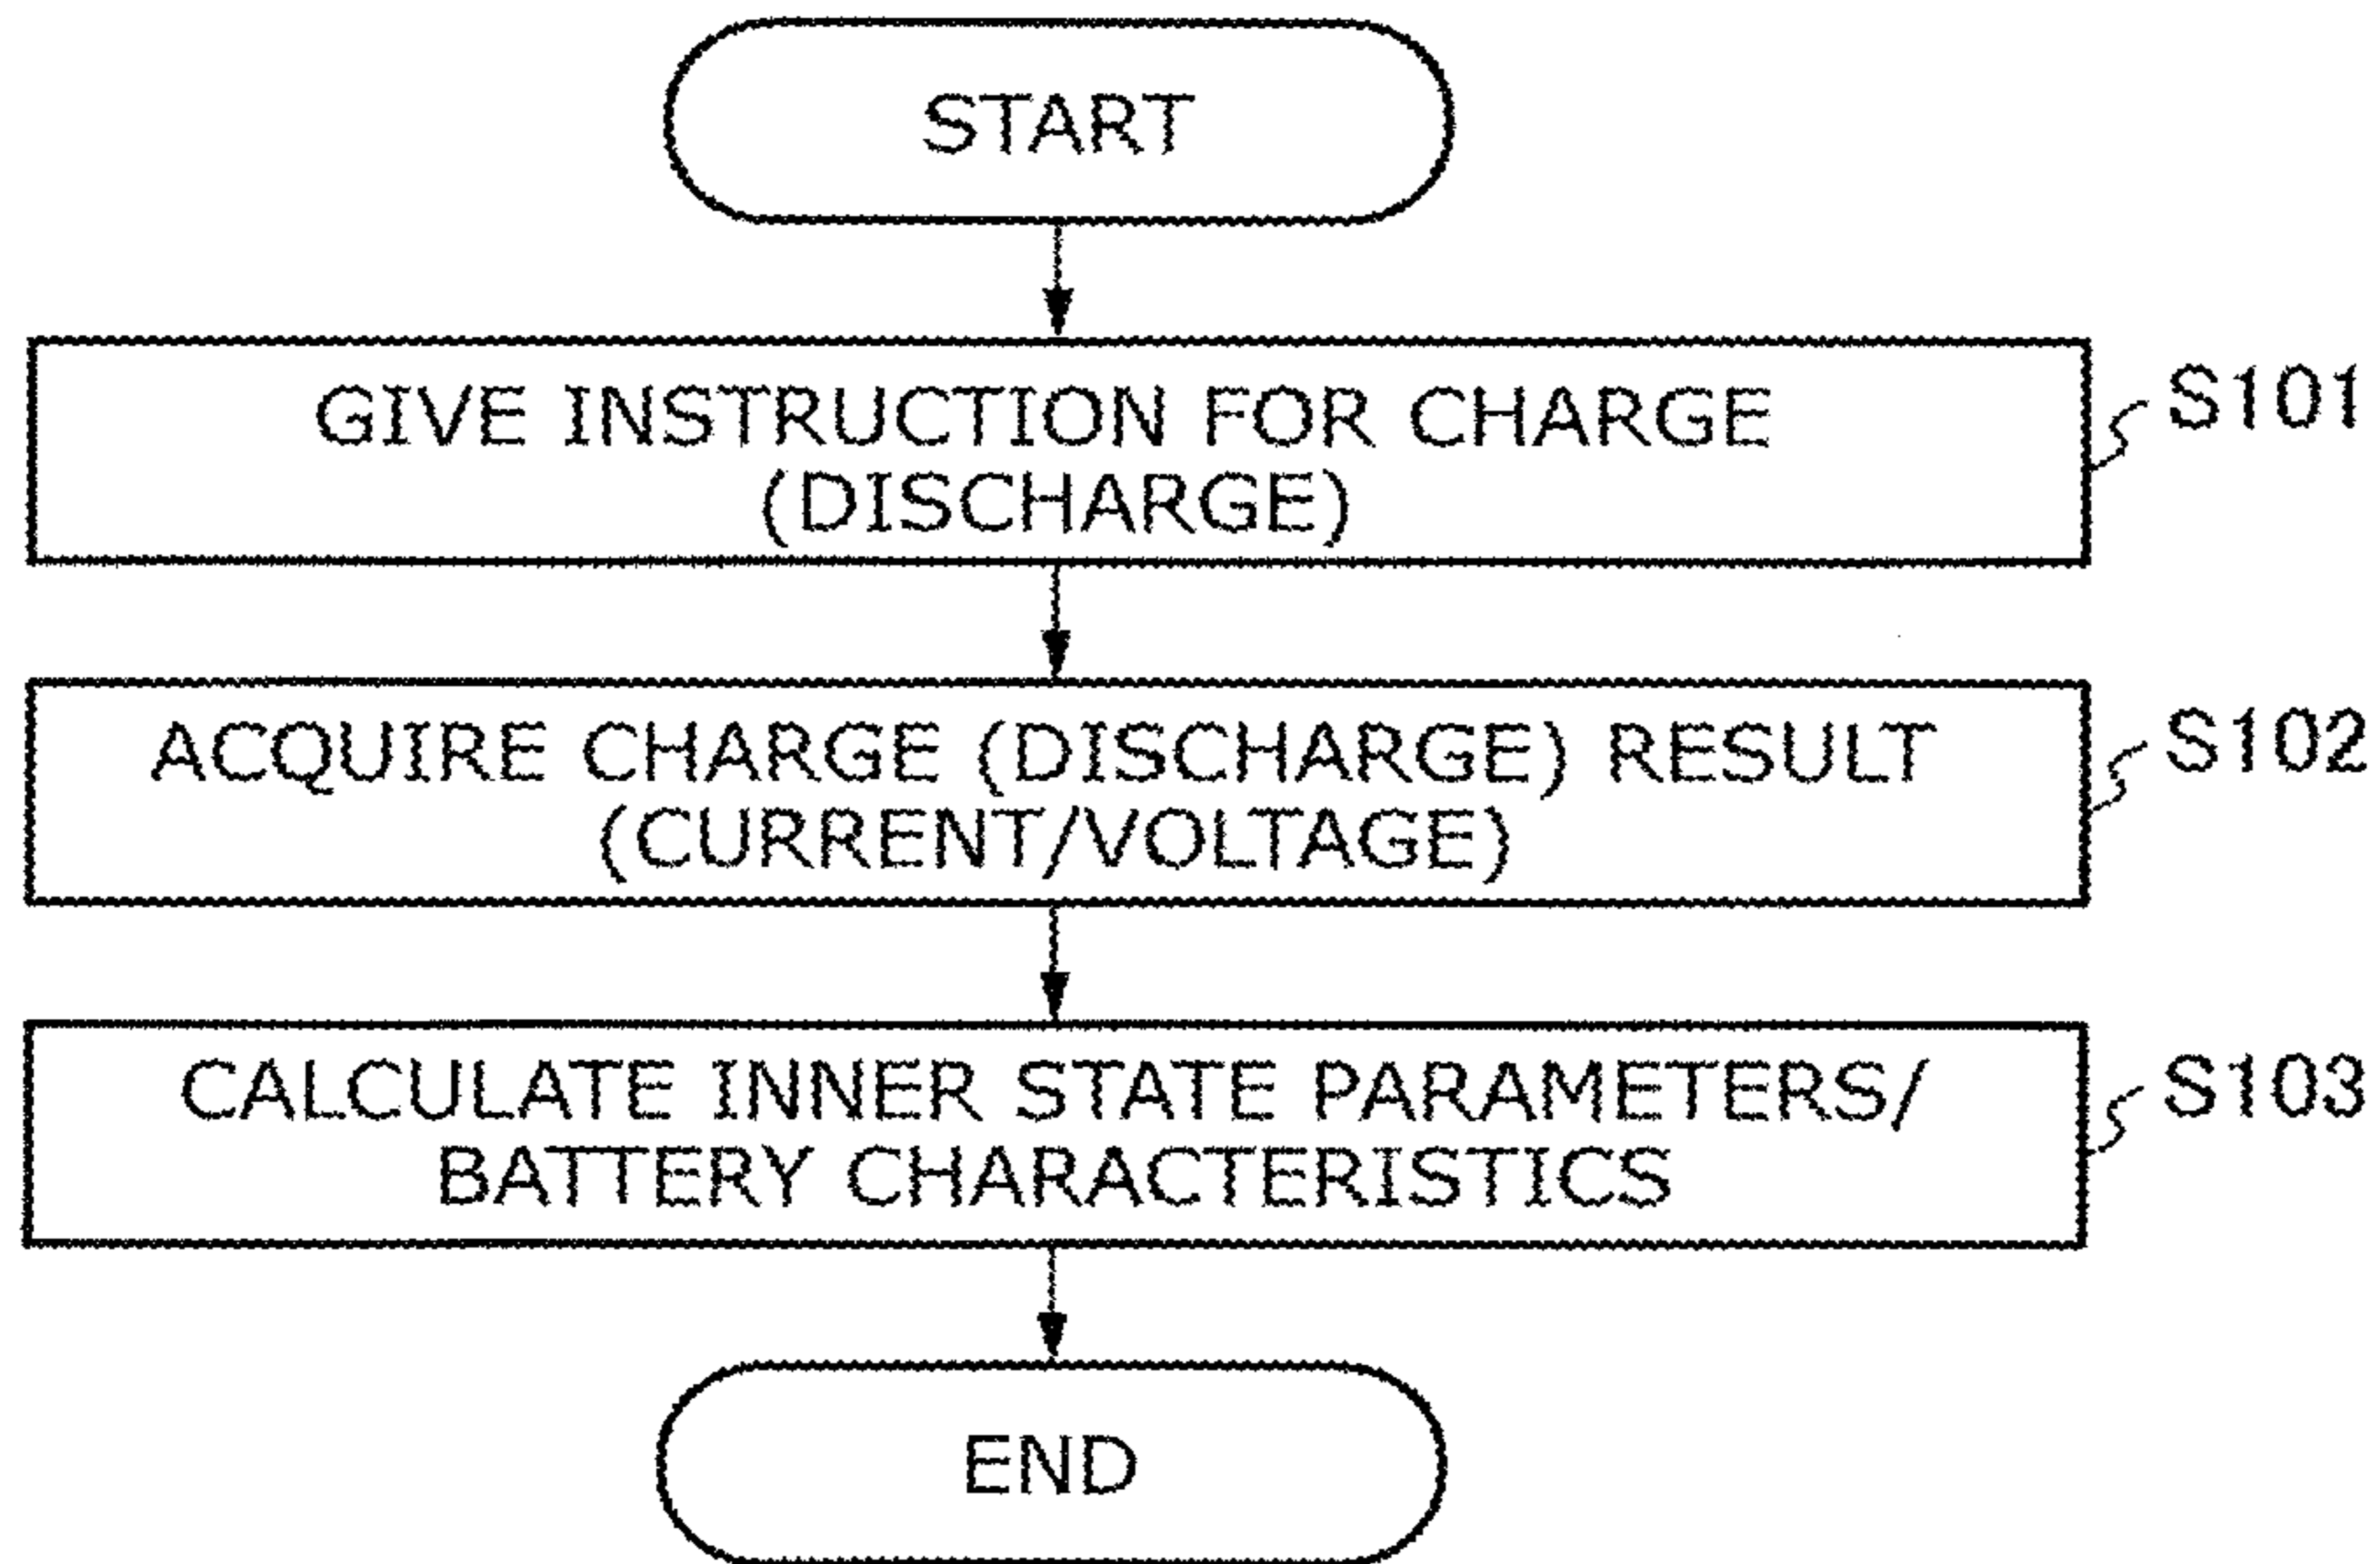 START
GIVE INSTRUCTION FOR CHARGE
(DISCHARGE)
S101
ACQUIRE CHARGE (DISCHARGE) RESULT
(CURRENT/VOLTAGE)
S102
CALCULATE INNER STATE PARAMETERS/
BATTERY CHARACTERISTICS
S103
END